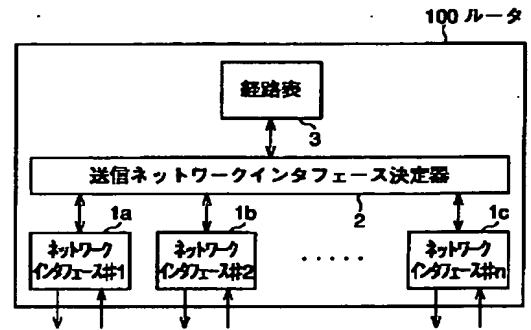 100 ルータ
経路表
3
送信ネットワークインタフェース決定器
2
1a
1b
1c
ネットワーク
インタフェース#1
ネットワーク
インタフェース#2
・・・・・
ネットワーク
インタフェース#n